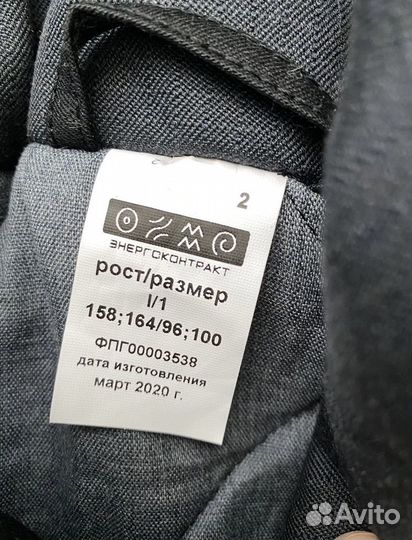 2
ЭНЕРГОКОНТРАКТ
рост/размер
I/1
158;164/96;100
ФПГ00003538
дата изготовления
март 2020 г.
Avito